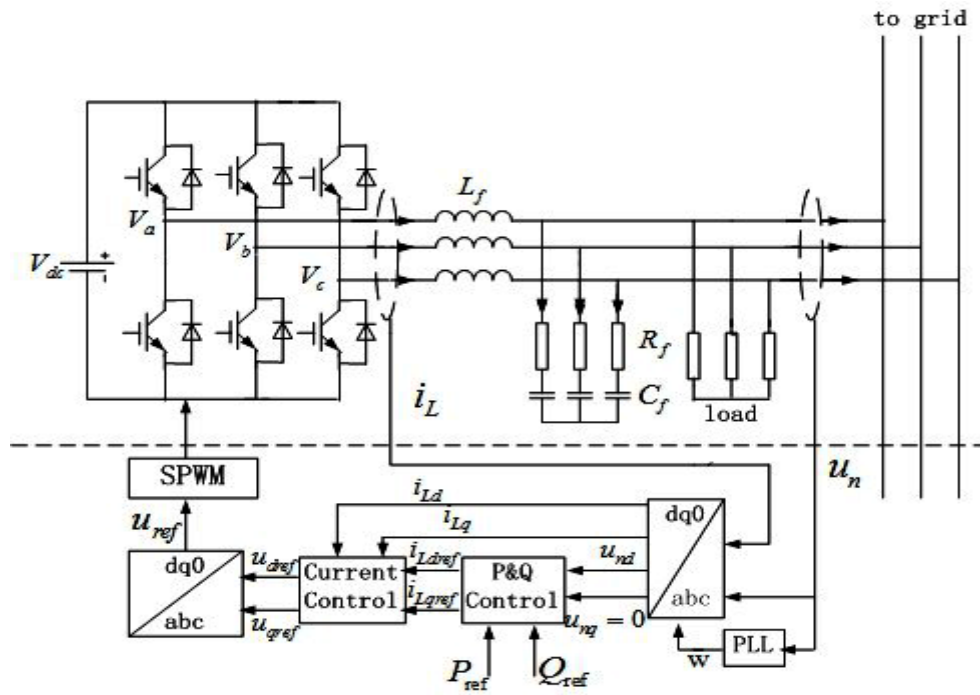 to grid
L_f
V_a
V_b
V_dc
+
-
V_c
R_f
C_f
i_L
load
SPWM
u_n
i_Ld
u_ref
i_Lq
dq0
dq0
u_dref
Current
Control
i_Ldref
P&Q
Control
u_nd
abc
u_qref
i_Lqref
u_nq = 0
abc
w
PLL
P_ref
Q_ref